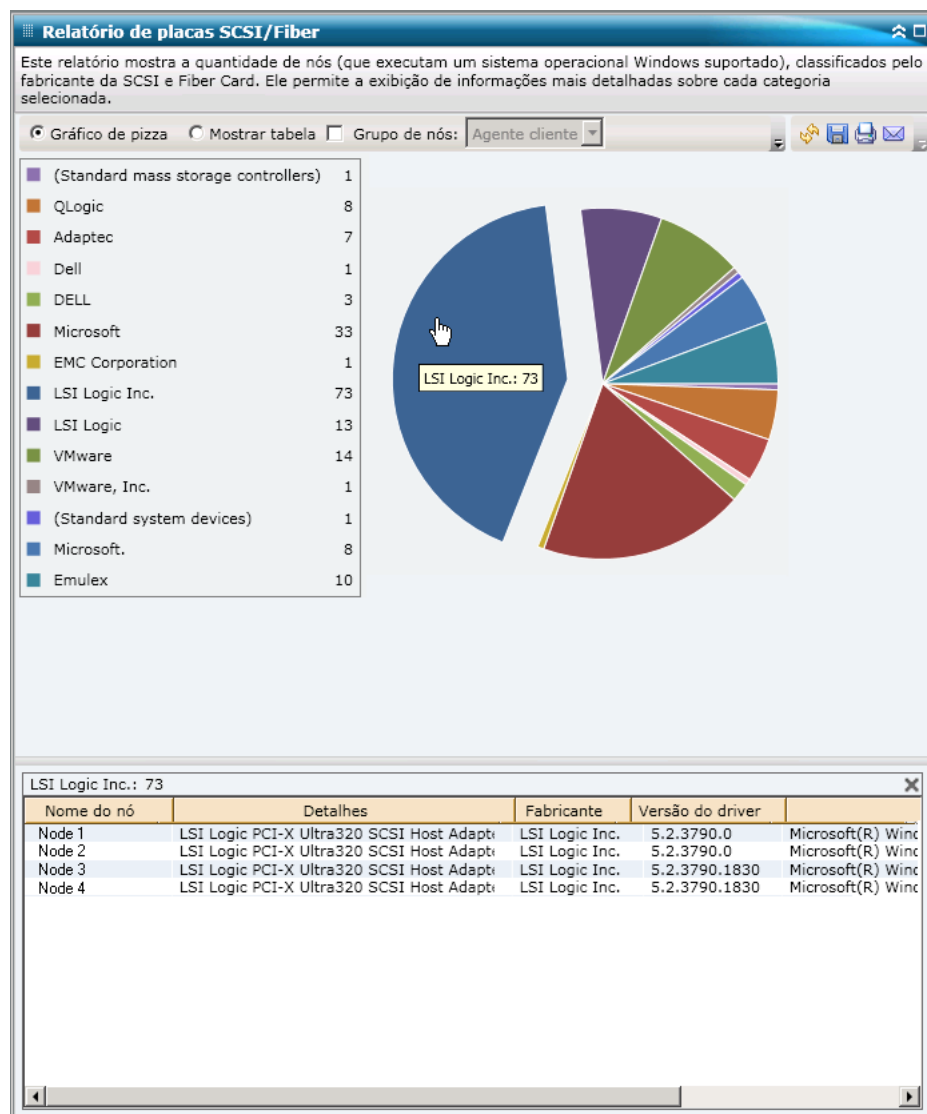 Relatório de placas SCSI/Fiber
Este relatório mostra a quantidade de nós (que executam um sistema operacional Windows suportado), classificados pelo
fabricante da SCSI e Fiber Card. Ele permite a exibição de informações mais detalhadas sobre cada categoria
selecionada.
Gráfico de pizza Mostrar tabela Grupo de nós: Agente cliente
(Standard mass storage controllers) 1
QLogic 8
Adaptec 7
Dell 1
DELL 3
Microsoft 33
EMC Corporation 1
LSI Logic Inc. 73
LSI Logic 13
VMware 14
VMware, Inc. 1
(Standard system devices) 1
Microsoft. 8
Emulex 10
LSI Logic Inc.: 73
LSI Logic Inc.: 73
Nome do nó Detalhes Fabricante Versão do driver
Node 1 LSI Logic PCI-X Ultra320 SCSI Host Adapte LSI Logic Inc. 5.2.3790.0 Microsoft(R) Winc
Node 2 LSI Logic PCI-X Ultra320 SCSI Host Adapte LSI Logic Inc. 5.2.3790.0 Microsoft(R) Winc
Node 3 LSI Logic PCI-X Ultra320 SCSI Host Adapte LSI Logic Inc. 5.2.3790.1830 Microsoft(R) Winc
Node 4 LSI Logic PCI-X Ultra320 SCSI Host Adapte LSI Logic Inc. 5.2.3790.1830 Microsoft(R) Winc